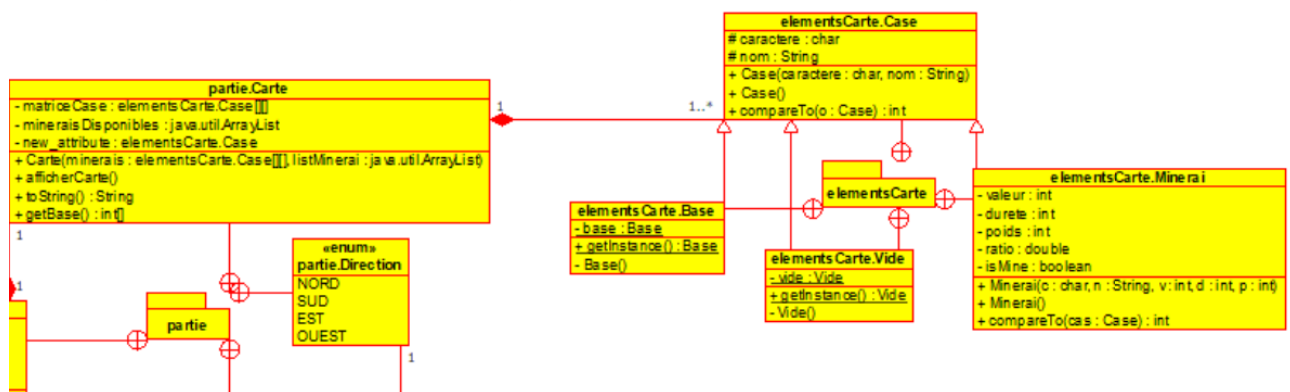 elementsCarte.Case
# caractere : char
# nom : String
+ Case(caractere : char, nom : String)
+ Case()
+ compareTo(o : Case) : int
partie.Carte
- matriceCase : elementsCarte.Case[][]
- mineraisDisponibles : java.util.ArrayList
- new_attribute : elementsCarte.Case
+ Carte(minerais : elementsCarte.Case[][], listMinerai : java.util.ArrayList)
+ afficherCarte()
+ toString() : String
+ getBase() : int[]
1
1..*
1
1
elementsCarte
elementsCarte.Minerai
- valeur : int
- durete : int
- poids : int
- ratio : double
- isMine : boolean
+ Minerai(c : char, n : String, v : int, d : int, p : int)
+ Minerai()
+ compareTo(cas : Case) : int
elementsCarte.Base
- base : Base
+ getInstance() : Base
- Base()
elementsCarte.Vide
- vide : Vide
+ getInstance() : Vide
- Vide()
«enum»
partie.Direction
NORD
SUD
EST
OUEST
partie
1